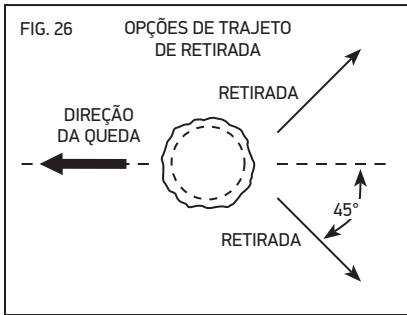 FIG. 26
OPÇÕES DE TRAJETO
DE RETIRADA
RETIRADA
DIREÇÃO
DA QUEDA
45°
RETIRADA